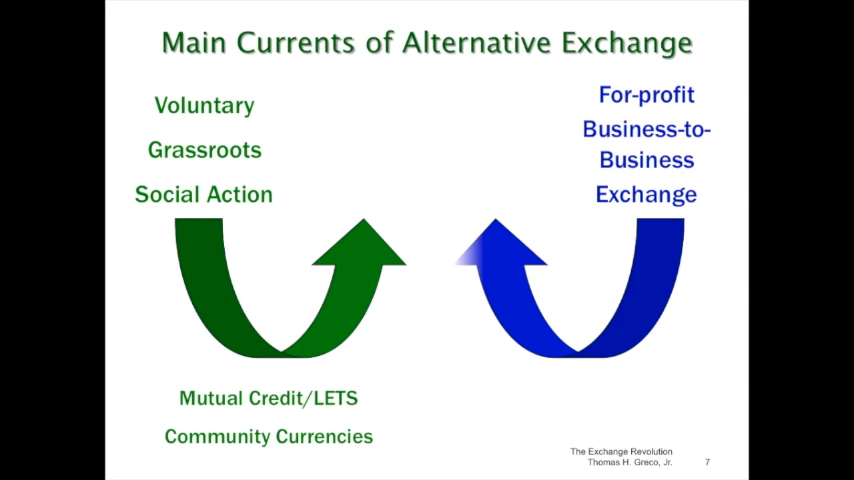 Main Currents of Alternative Exchange
Voluntary
Grassroots
Social Action
For-profit
Business-to-
Business
Exchange
Mutual Credit/LETS
Community Currencies
The Exchange Revolution
Thomas H. Greco, Jr.
7